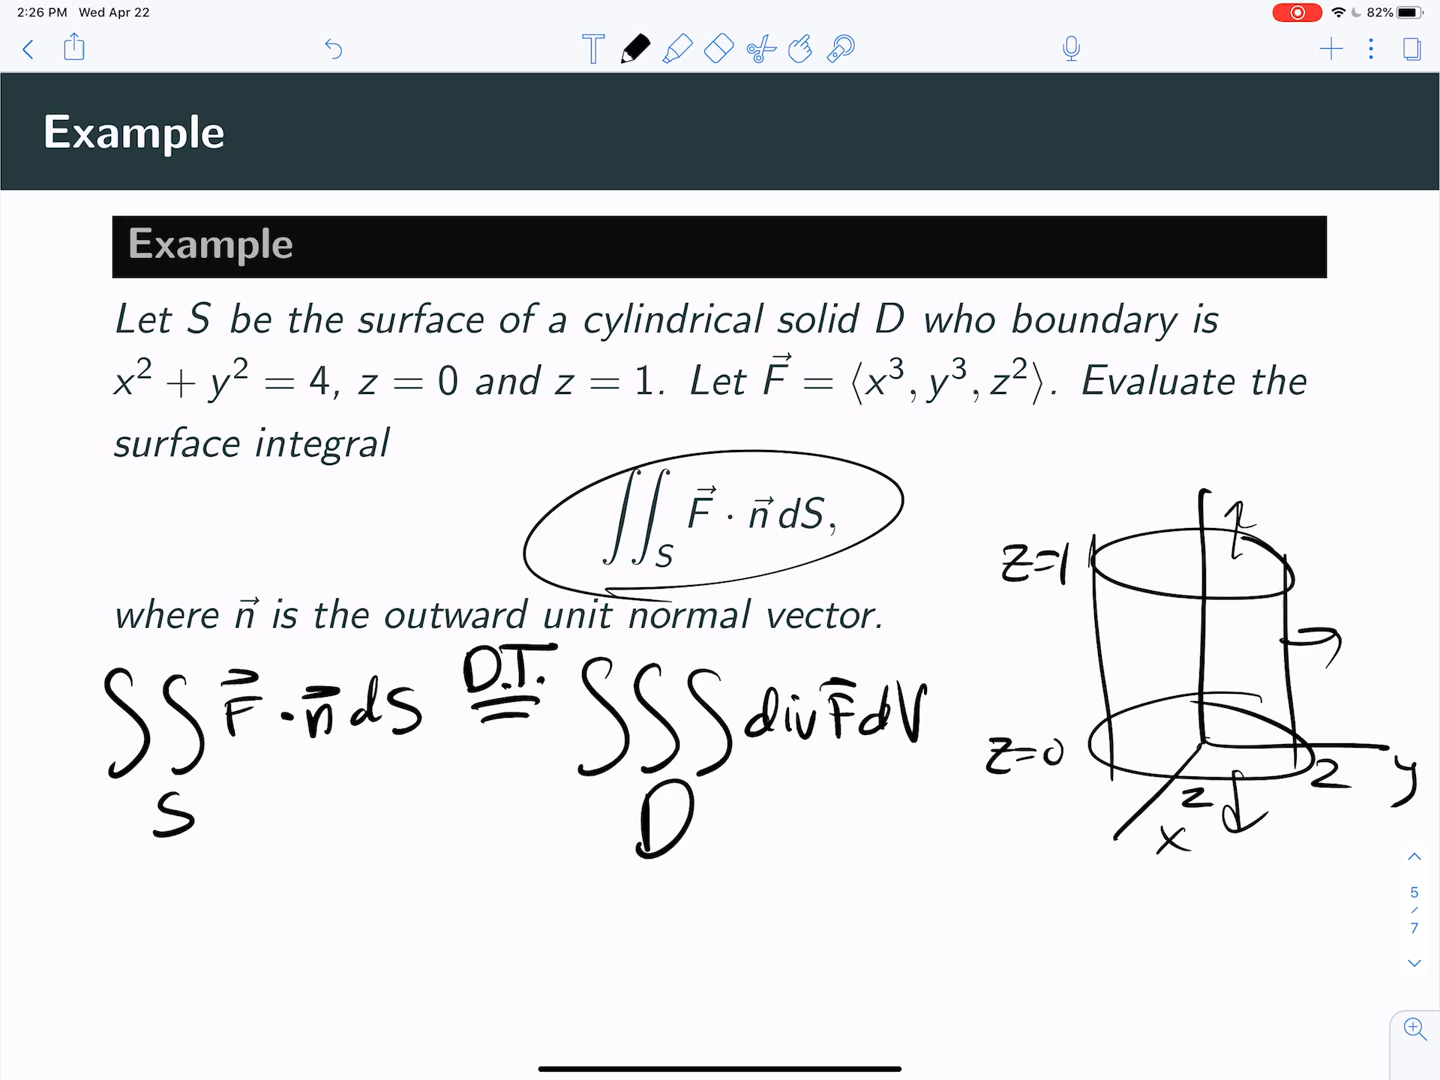 2:26 PM Wed Apr 22
82%
T
Example
Example
Let S be the surface of a cylindrical solid D who boundary is
x² + y² = 4, z = 0 and z = 1. Let F⃗ = ⟨x³, y³, z²⟩. Evaluate the
surface integral
∬_S F⃗ · n⃗ dS,
where n⃗ is the outward unit normal vector.
∬_S F⃗ · n⃗ dS =^{D.T.} ∭_D div F⃗ dV
z=1
z=0
2
y
2
x
5
/
7